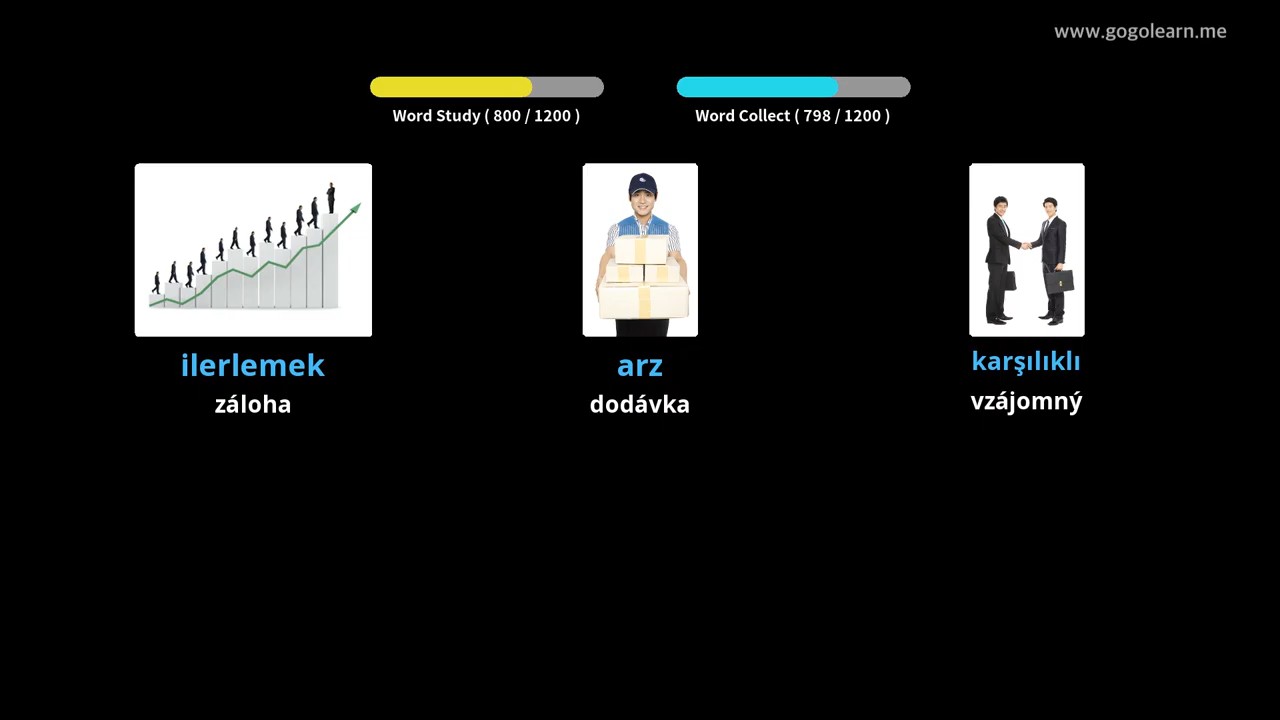 www.gogolearn.me
Word Study ( 800 / 1200 )
Word Collect ( 798 / 1200 )
ilerlemek
záloha
arz
dodávka
karşılıklı
vzájomný